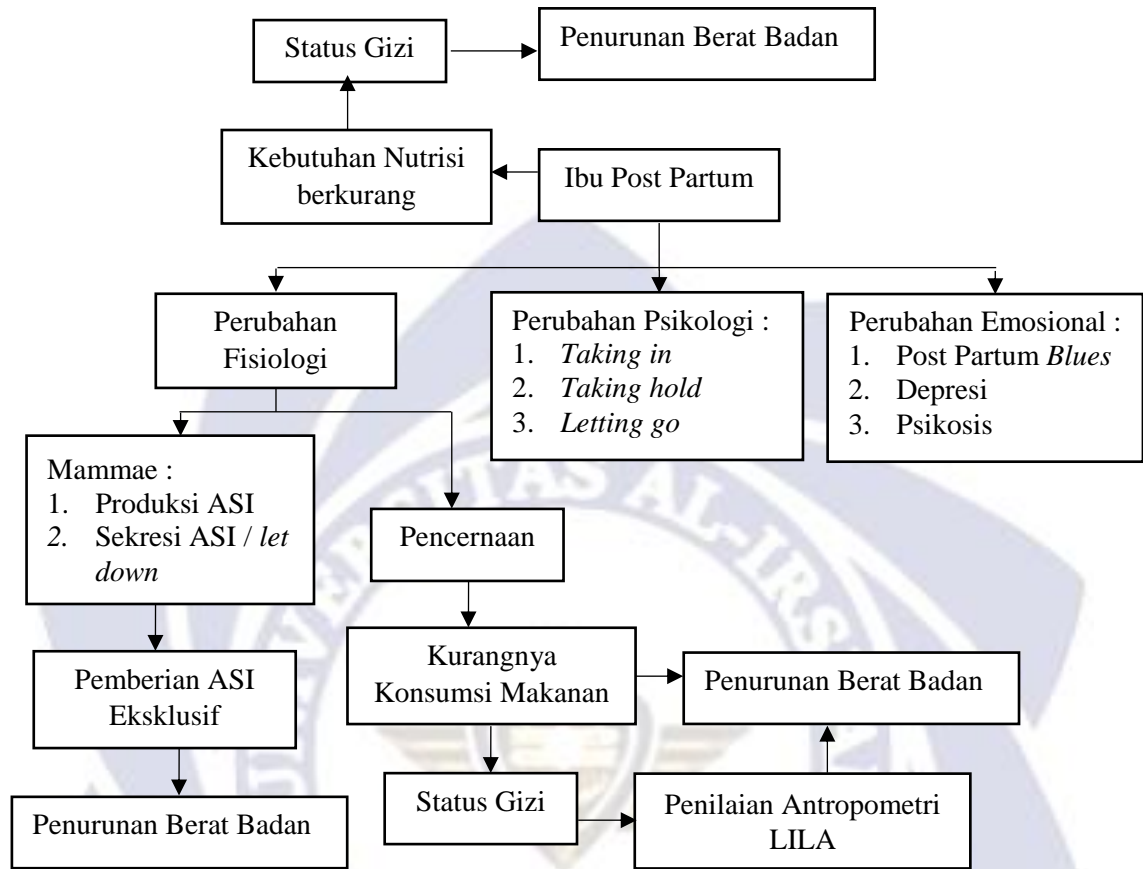 Status Gizi
Penurunan Berat Badan
Kebutuhan Nutrisi
berkurang
Ibu Post Partum
Perubahan
Fisiologi
Perubahan Psikologi :
1. Taking in
2. Taking hold
3. Letting go
Perubahan Emosional :
1. Post Partum Blues
2. Depresi
3. Psikosis
Mammae :
1. Produksi ASI
2. Sekresi ASI / let
down
Pencernaan
Pemberian ASI
Eksklusif
Kurangnya
Konsumsi Makanan
Penurunan Berat Badan
Penurunan Berat Badan
Status Gizi
Penilaian Antropometri
LILA